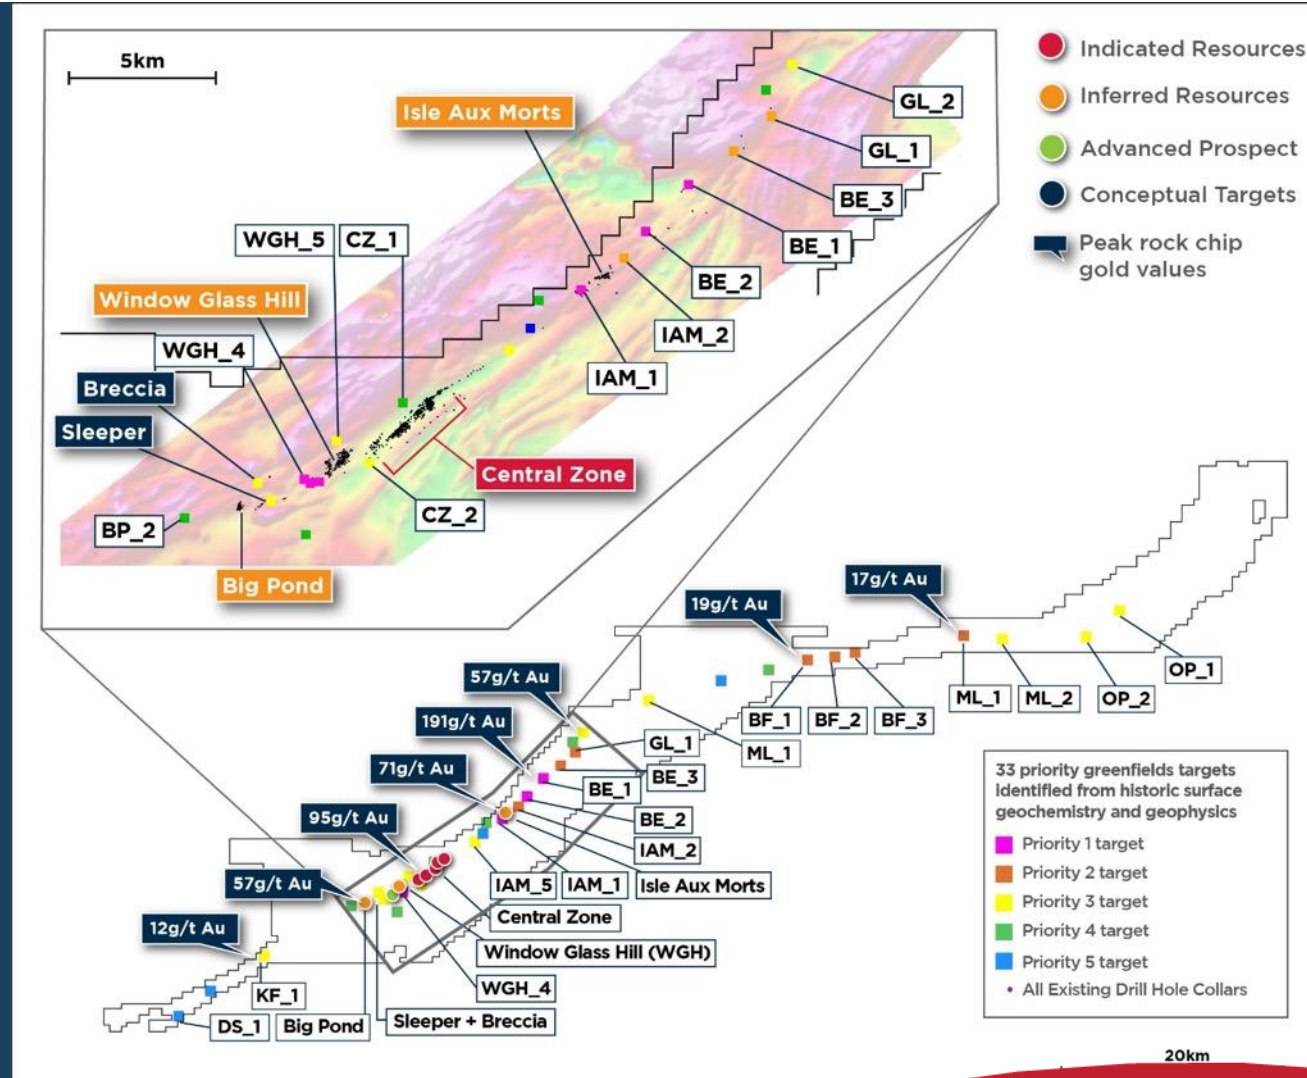 5km
Isle Aux Morts
GL_2
GL_1
BE_3
BE_1
BE_2
IAM_2
IAM_1
WGH_5
CZ_1
Window Glass Hill
WGH_4
Breccia
Sleeper
Central Zone
CZ_2
BP_2
Big Pond
Indicated Resources
Inferred Resources
Advanced Prospect
Conceptual Targets
Peak rock chip
gold values
17g/t Au
19g/t Au
57g/t Au
191g/t Au
71g/t Au
95g/t Au
57g/t Au
12g/t Au
OP_1
OP_2
ML_2
ML_1
BF_3
BF_2
BF_1
ML_1
GL_1
BE_3
BE_1
BE_2
IAM_2
Isle Aux Morts
IAM_1
IAM_5
Central Zone
Window Glass Hill (WGH)
WGH_4
Sleeper + Breccia
Big Pond
KF_1
DS_1
33 priority greenfields targets
identified from historic surface
geochemistry and geophysics
Priority 1 target
Priority 2 target
Priority 3 target
Priority 4 target
Priority 5 target
All Existing Drill Hole Collars
20km